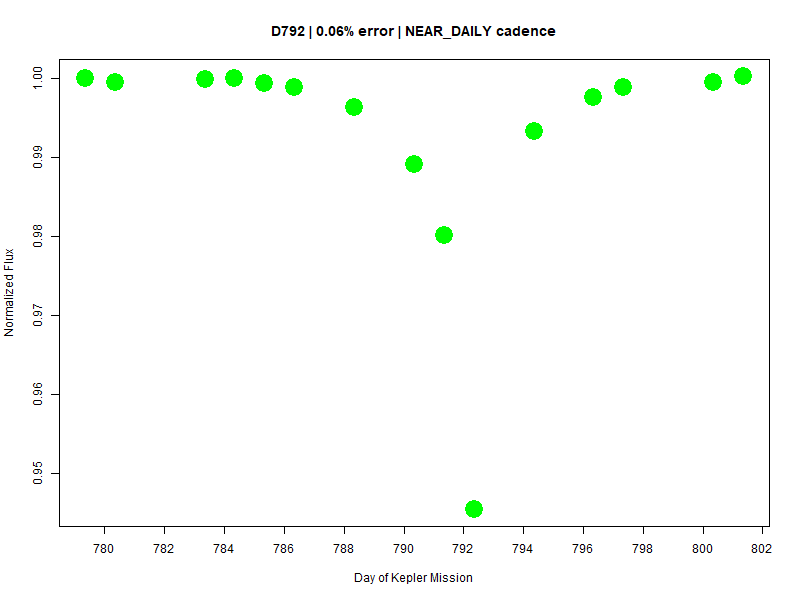 D792 | 0.06% error | NEAR_DAILY cadence
Normalized Flux
1.00
0.99
0.98
0.97
0.96
0.95
780 782 784 786 788 790 792 794 796 798 800 802
Day of Kepler Mission